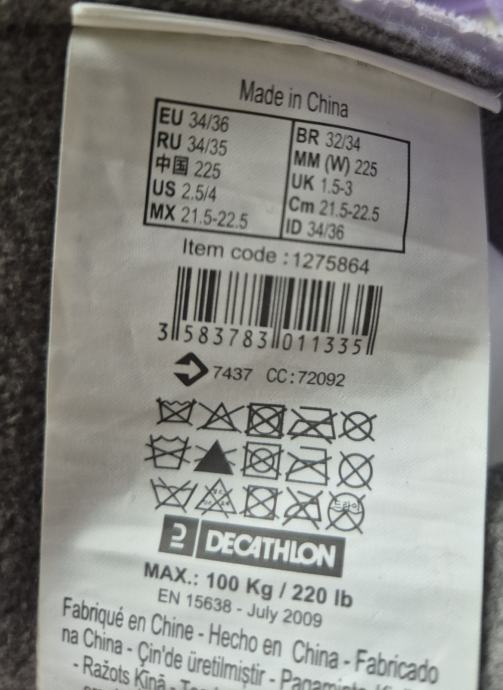 Made in China
EU 34/36
RU 34/35
中国 225
US 2.5/4
MX 21.5-22.5
BR 32/34
MM (W) 225
UK 1.5-3
Cm 21.5-22.5
ID 34/36
Item code : 1275864
3 583783 011335
7437 CC: 72092
드라이
DECATHLON
MAX.: 100 Kg / 220 lb
EN 15638 - July 2009
Fabriqué en Chine - Hecho en China - Fabricado
na China - Çin'de üretilmiştir -
- Ražots Ķīnā -